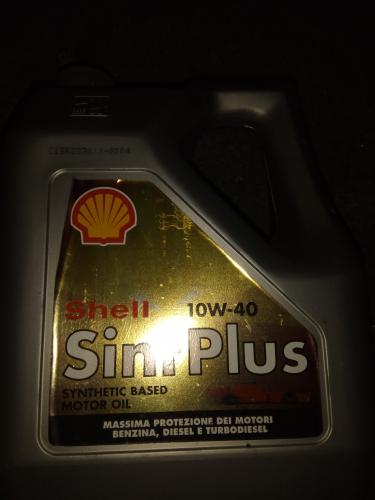 Shell 10W-40
Sint Plus
SYNTHETIC BASED
MOTOR OIL
MASSIMA PROTEZIONE DEI MOTORI
BENZINA, DIESEL E TURBODIESEL